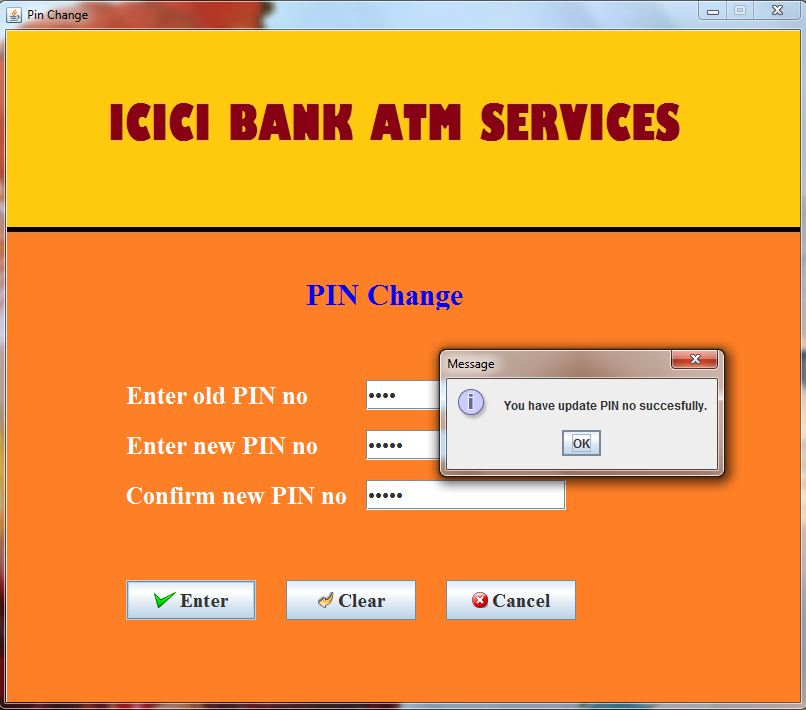 Pin Change
ICICI BANK ATM SERVICES
PIN Change
Message
Enter old PIN no ••••
You have update PIN no succesfully.
Enter new PIN no •••••
OK
Confirm new PIN no •••••
Enter Clear Cancel